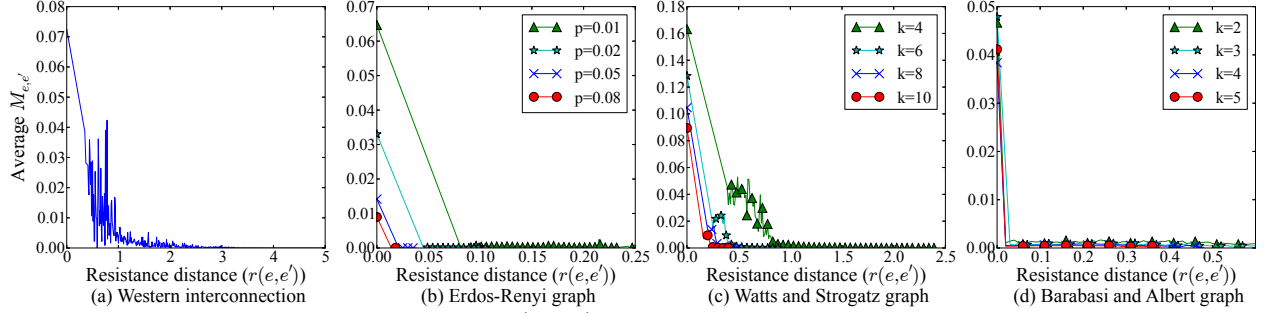 Average M_{e,e'}
0.08
0.07
0.06
0.05
0.04
0.03
0.02
0.01
0.00
0 1 2 3 4 5
Resistance distance (r(e,e'))
(a) Western interconnection
0.07
0.06
0.05
0.04
0.03
0.02
0.01
0.00
p=0.01
p=0.02
p=0.05
p=0.08
0.00 0.05 0.10 0.15 0.20 0.25
Resistance distance (r(e,e'))
(b) Erdos-Renyi graph
0.18
0.16
0.14
0.12
0.10
0.08
0.06
0.04
0.02
0.00
k=4
k=6
k=8
k=10
0.0 0.5 1.0 1.5 2.0 2.5
Resistance distance (r(e,e'))
(c) Watts and Strogatz graph
0.05
0.04
0.03
0.02
0.01
0.00
k=2
k=3
k=4
k=5
0.0 0.1 0.2 0.3 0.4 0.5
Resistance distance (r(e,e'))
(d) Barabasi and Albert graph